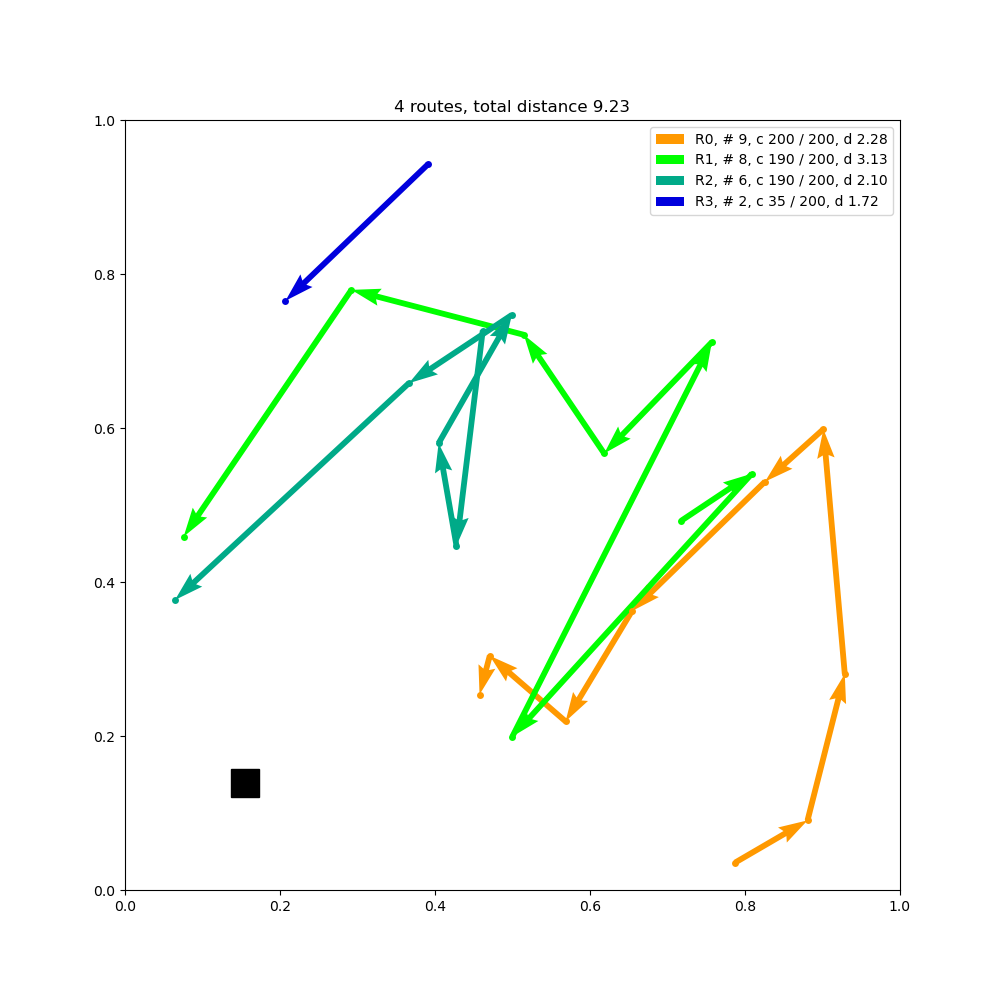 4 routes, total distance 9.23
R0, # 9, c 200 / 200, d 2.28
R1, # 8, c 190 / 200, d 3.13
R2, # 6, c 190 / 200, d 2.10
R3, # 2, c 35 / 200, d 1.72
1.0
0.8
0.6
0.4
0.2
0.0
0.0 0.2 0.4 0.6 0.8 1.0